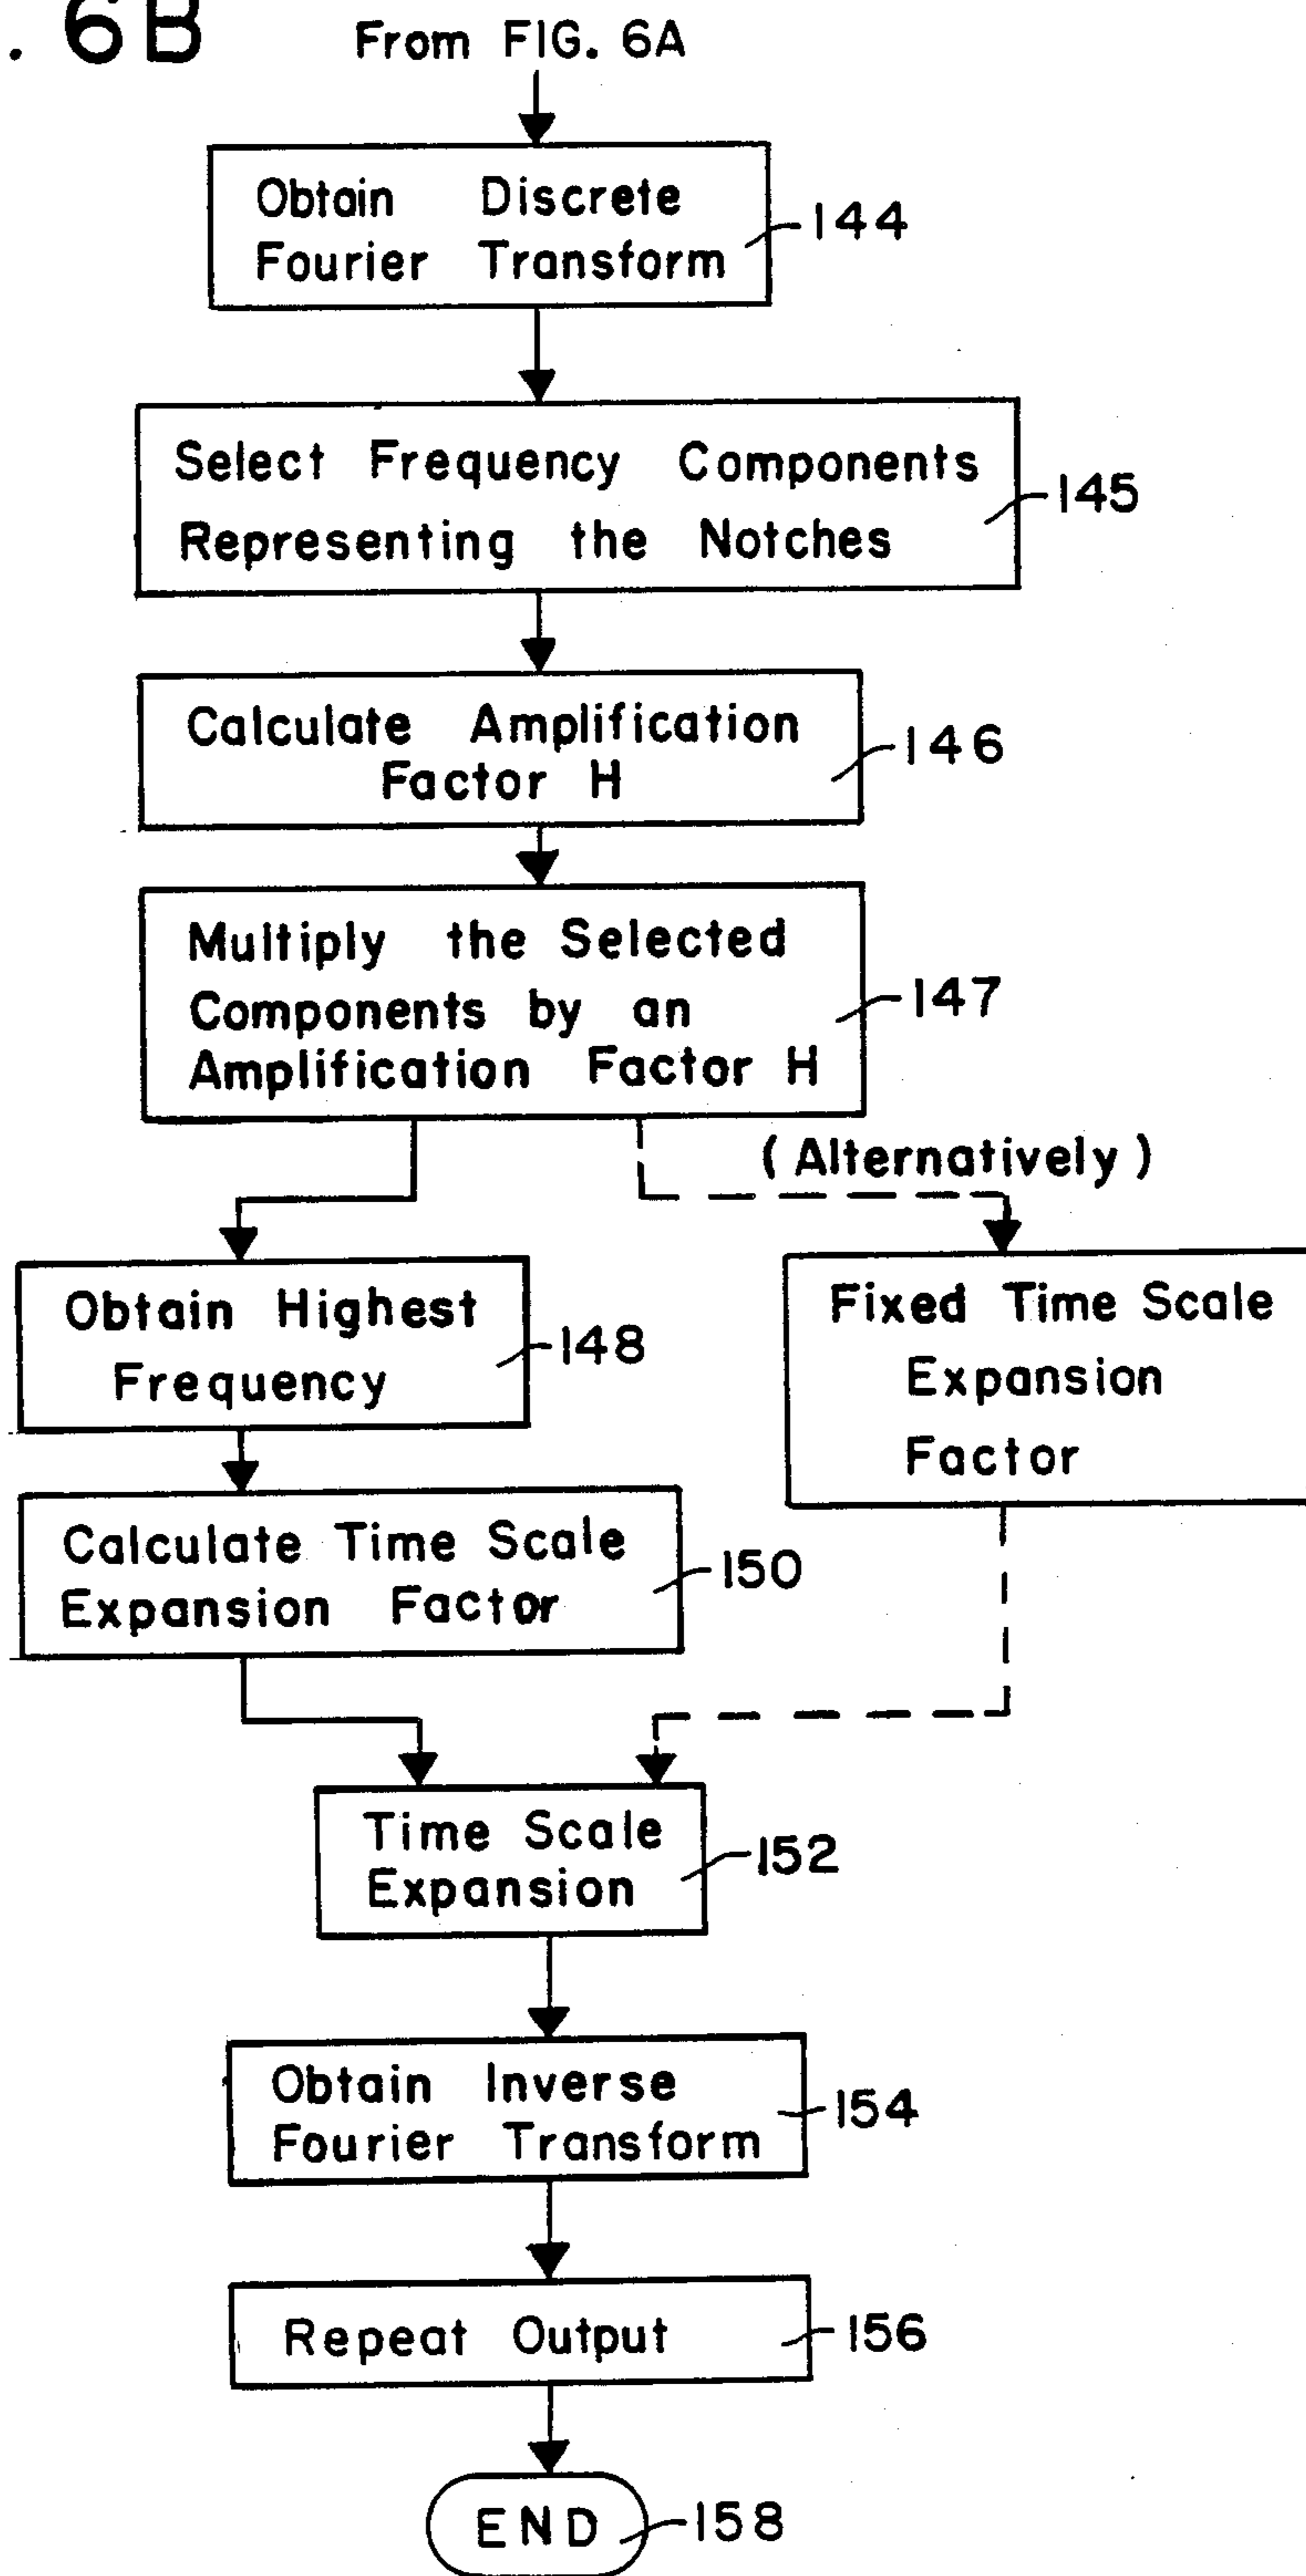 . 6B
From FIG. 6A
Obtain Discrete
Fourier Transform
144
Select Frequency Components
Representing the Notches
145
Calculate Amplification
Factor H
146
Multiply the Selected
Components by an
Amplification Factor H
147
(Alternatively)
Obtain Highest
Frequency
148
Fixed Time Scale
Expansion
Factor
Calculate Time Scale
Expansion Factor
150
Time Scale
Expansion
152
Obtain Inverse
Fourier Transform
154
Repeat Output
156
END
158